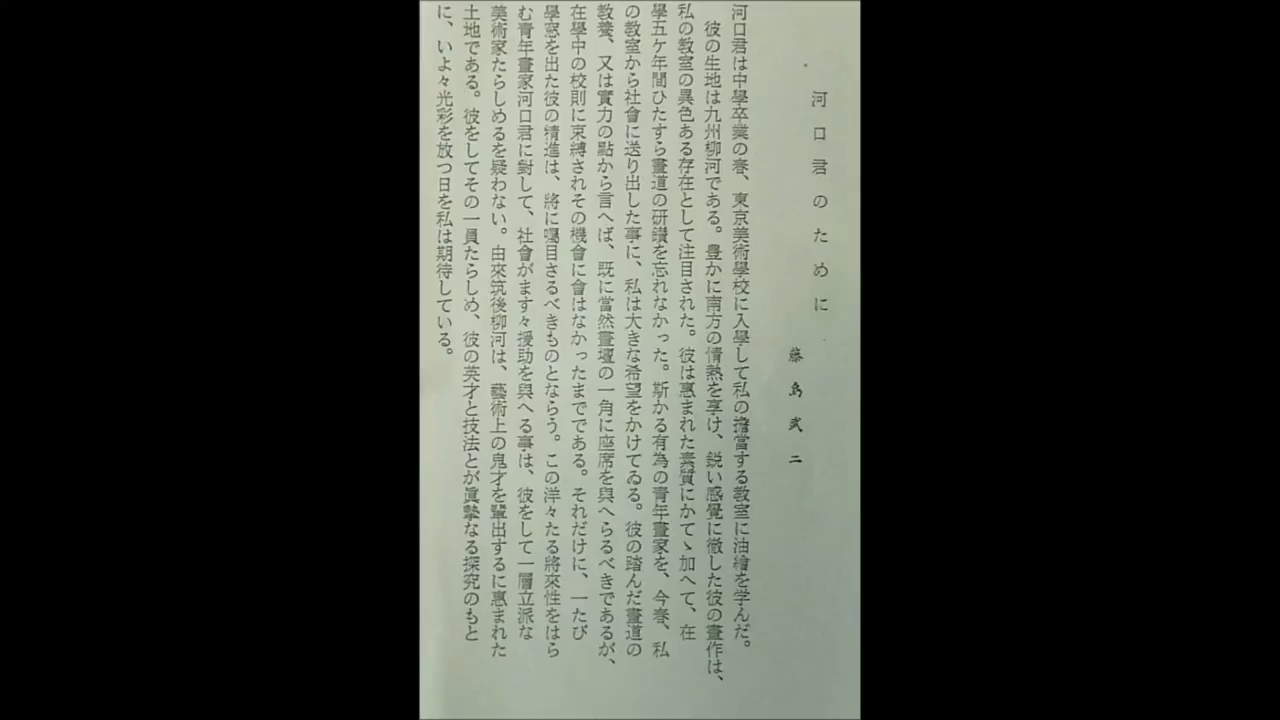 河口君のために
藤島武二
河口君は中學卒業の春、東京美術學校に入學して私の擔當する教室に油繪を学んだ。
彼の生地は九州柳河である。豊かに南方の情熱を享け、鋭い感覺に徹した彼の畫作は、
私の教室の異色ある存在として注目された。彼は惠まれた素質にかてゝ加へて、在
學五ケ年間ひたすら畫道の研鑚を忘れなかった。斯かる有為の青年畫家を、今春、私
の教室から社會に送り出した事に、私は大きな希望をかけてゐる。彼の踏んだ畫道の
教養、又は實力の點から言へば、既に當然畫壇の一角に座席を與へらるべきであるが、
在學中の校則に束縛されその機會に會はなかったまでである。それだけに、一たび
學窓を出た彼の精進は、將に囑目さるべきものとならう。この洋々たる將來性をはら
む青年畫家河口君に對して、社會がます々援助を與へる事は、彼をして一層立派な
美術家たらしめるを疑わない。由來筑後柳河は、藝術上の鬼才を輩出するに惠まれた
土地である。彼をしてその一員たらしめ、彼の英才と技法とが眞摯なる探究のもと
に、いよ々光彩を放つ日を私は期待している。